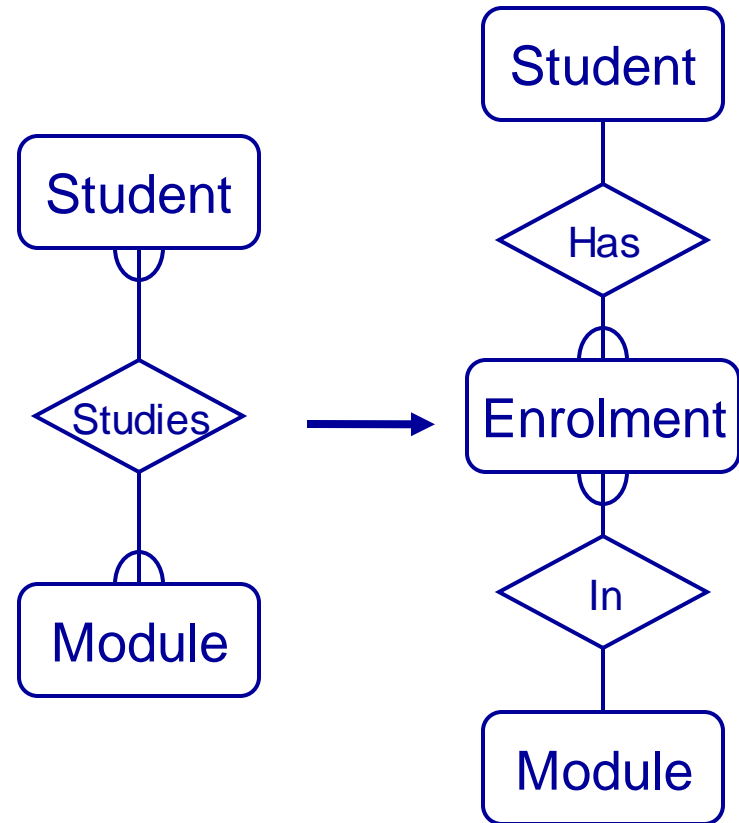 Student
Studies
Module
Student
Has
Enrolment
In
Module